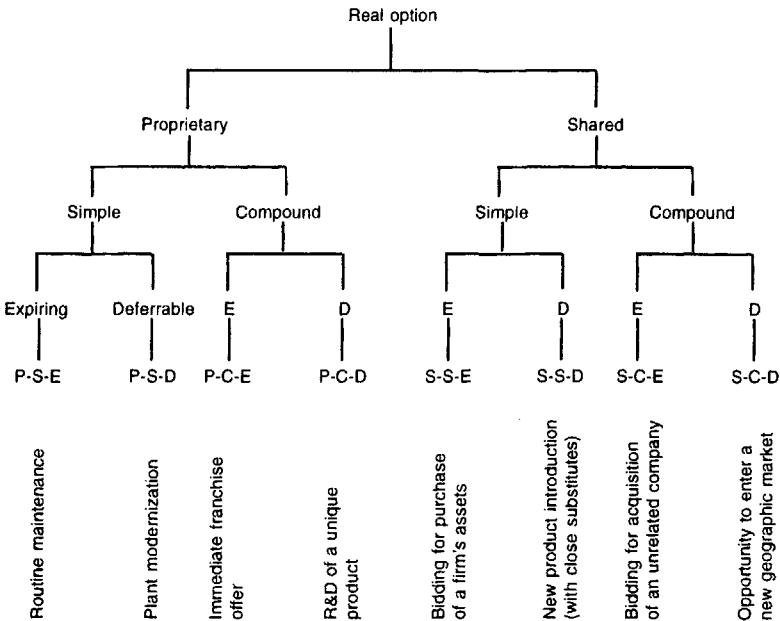 Real option
Proprietary
Shared
Simple
Compound
Simple
Compound
Expiring
Deferrable
E
D
E
D
E
D
P-S-E
P-S-D
P-C-E
P-C-D
S-S-E
S-S-D
S-C-E
S-C-D
Routine maintenance
Plant modernization
Immediate franchise
offer
R&D of a unique
product
Bidding for purchase
of a firm's assets
New product introduction
(with close substitutes)
Bidding for acquisition
of an unrelated company
Opportunity to enter a
new geographic market